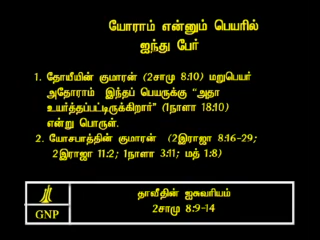 யோராம் என்னும் பெயரில்
ஐந்து பேர்
1. தோயீயின் குமாரன் (2சாமு 8:10) மறுபெயர்
அதோராம் இந்தப் பெயருக்கு "அதா
உயர்த்தப்பட்டிருக்கிறார்" (1நாளா 18:10)
என்று பொருள்.
2. யோசபாத்தின் குமாரன் (2இராஜா 8:16-29;
2இராஜா 11:2; 1நாளா 3:11; மத் 1:8)
GNP
தாவீதின் ஐசுவரியம்
2சாமு 8:9-14